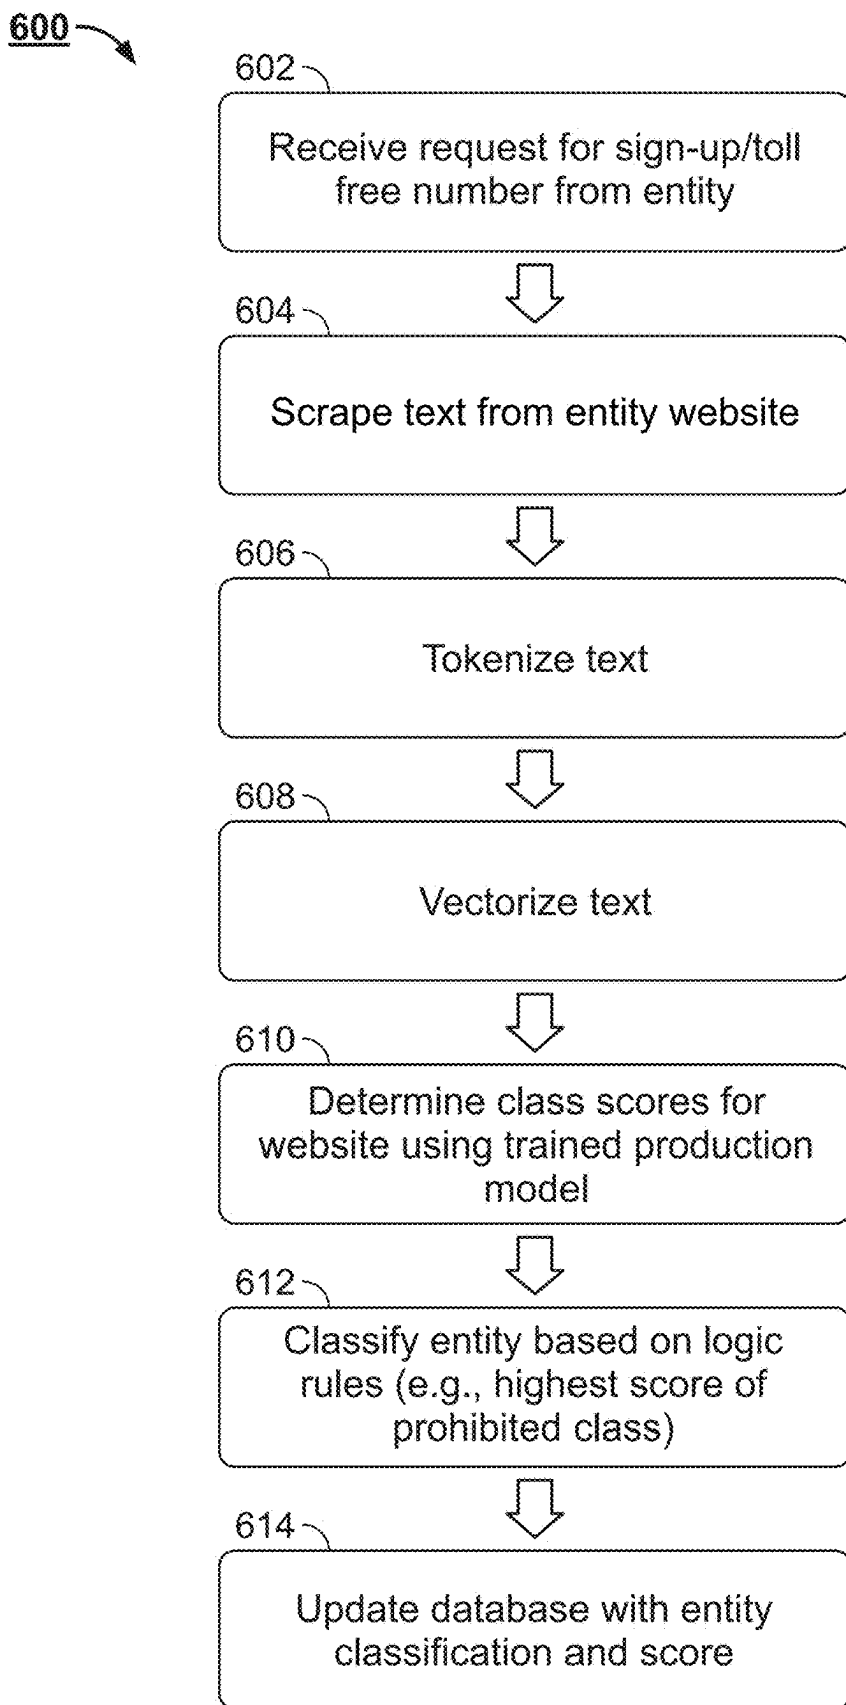 600
602
Receive request for sign-up/toll
free number from entity
604
Scrape text from entity website
606
Tokenize text
608
Vectorize text
610
Determine class scores for
website using trained production
model
612
Classify entity based on logic
rules (e.g., highest score of
prohibited class)
614
Update database with entity
classification and score